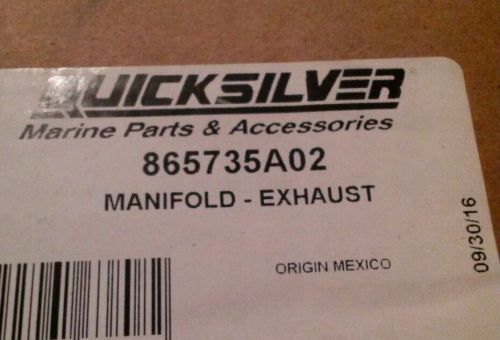 QUICKSILVER
Marine Parts & Accessories
865735A02
MANIFOLD - EXHAUST
ORIGIN MEXICO
09/30/16